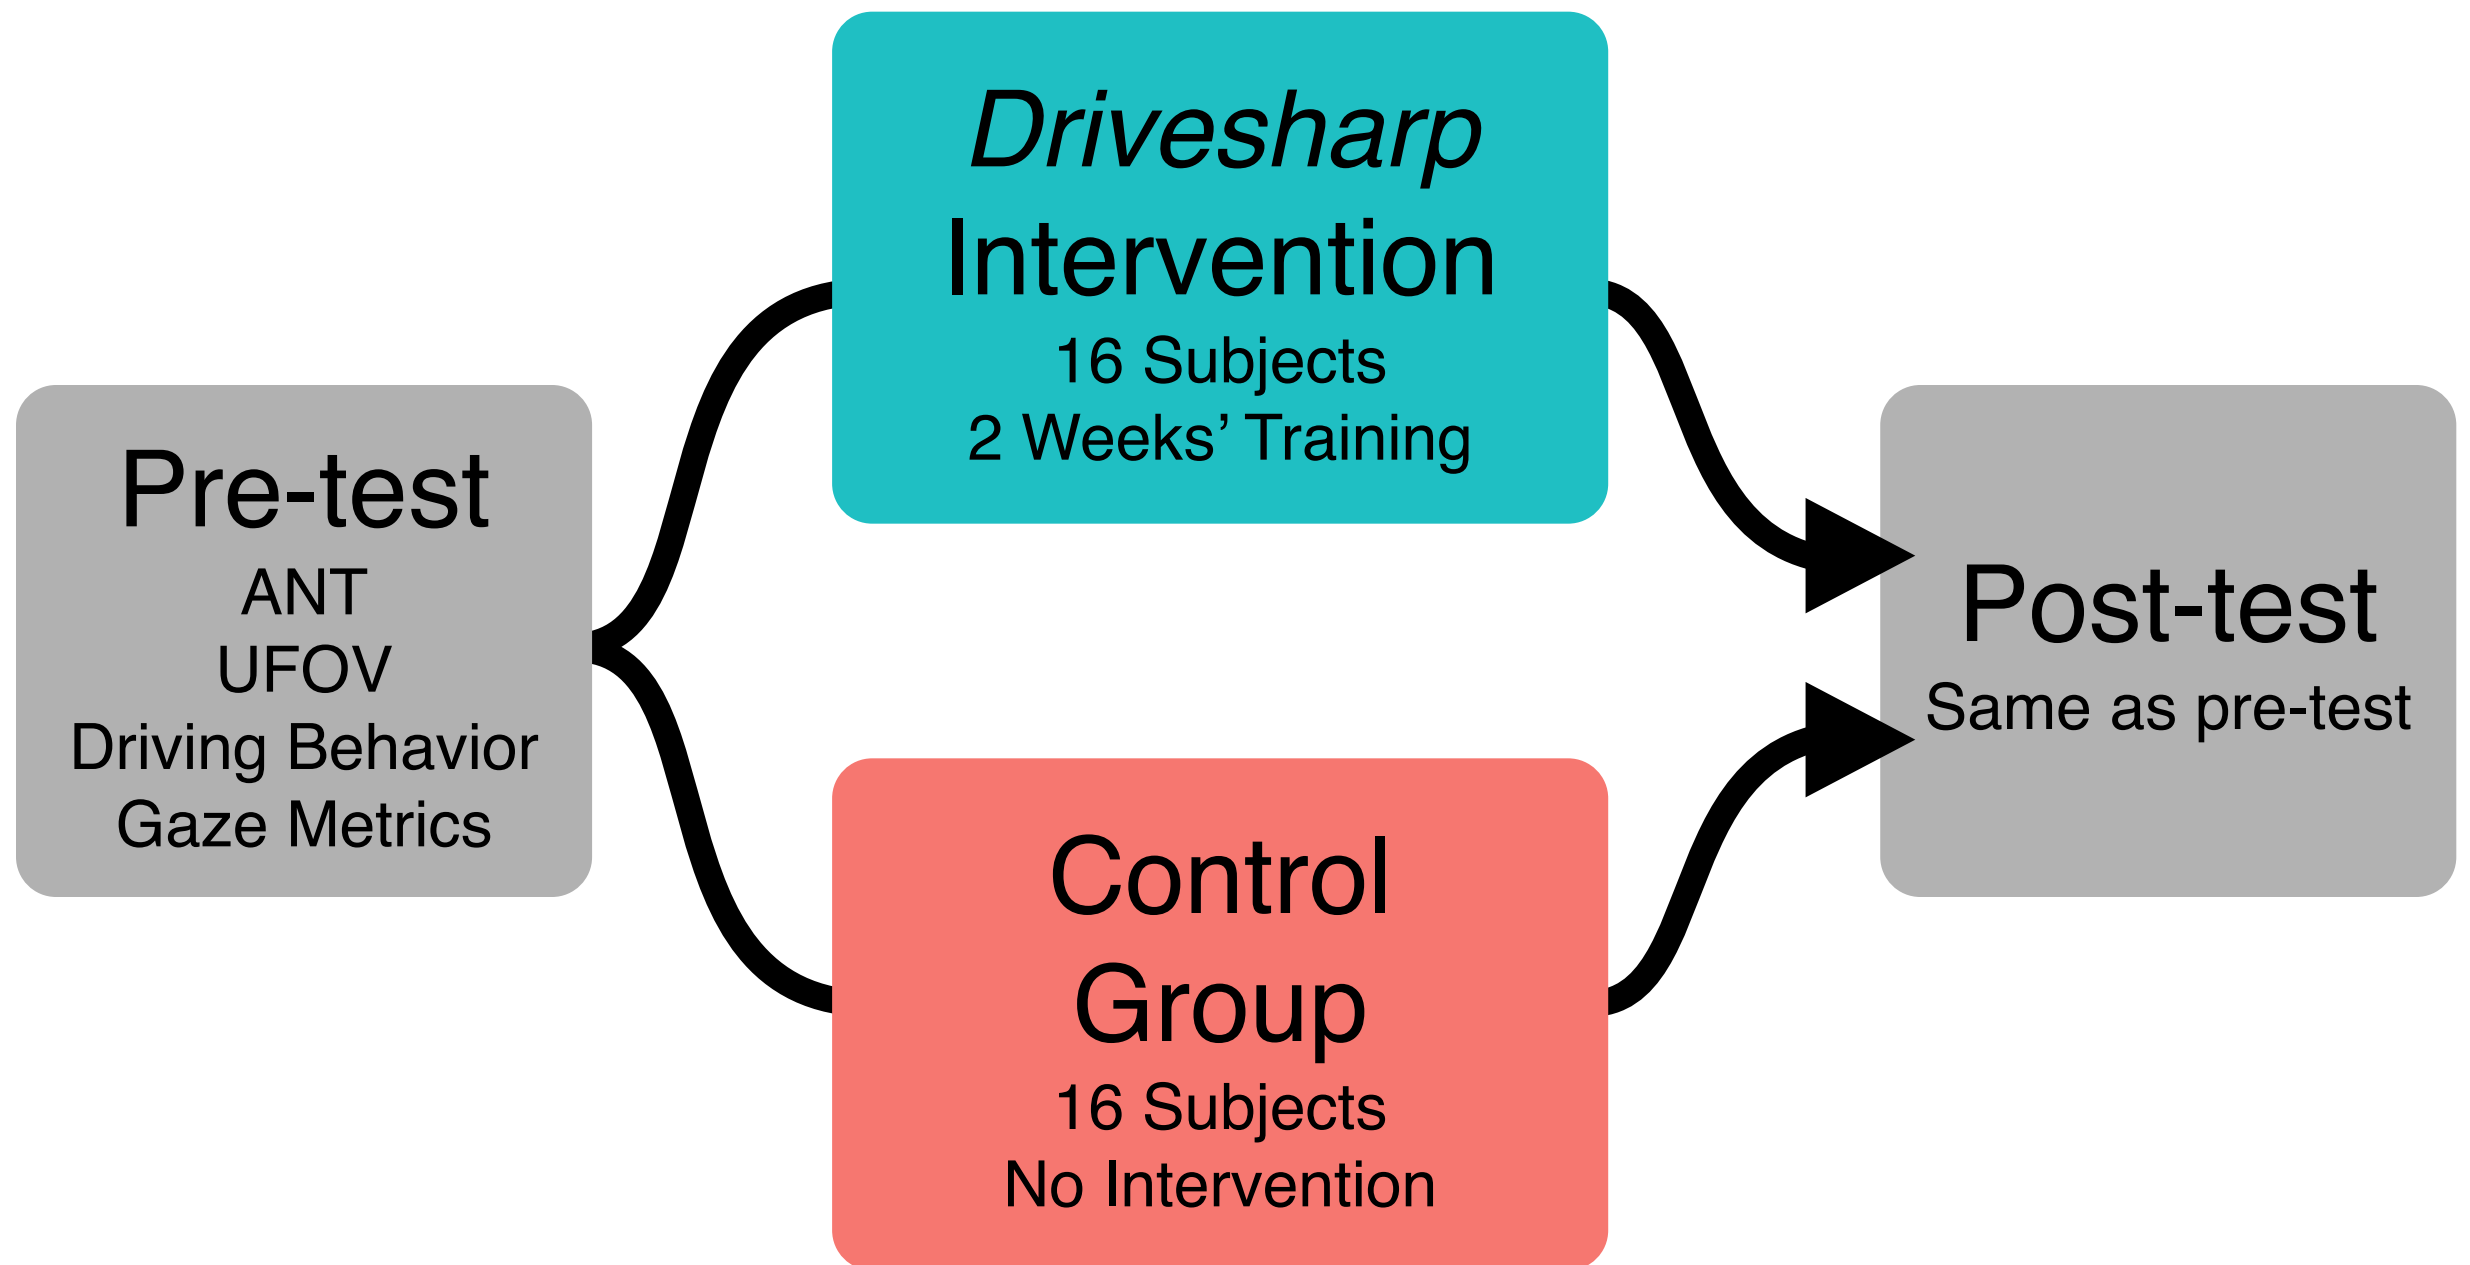 Pre-test
ANT
UFOV
Driving Behavior
Gaze Metrics
Drivesharp
Intervention
16 Subjects
2 Weeks’ Training
Control
Group
16 Subjects
No Intervention
Post-test
Same as pre-test